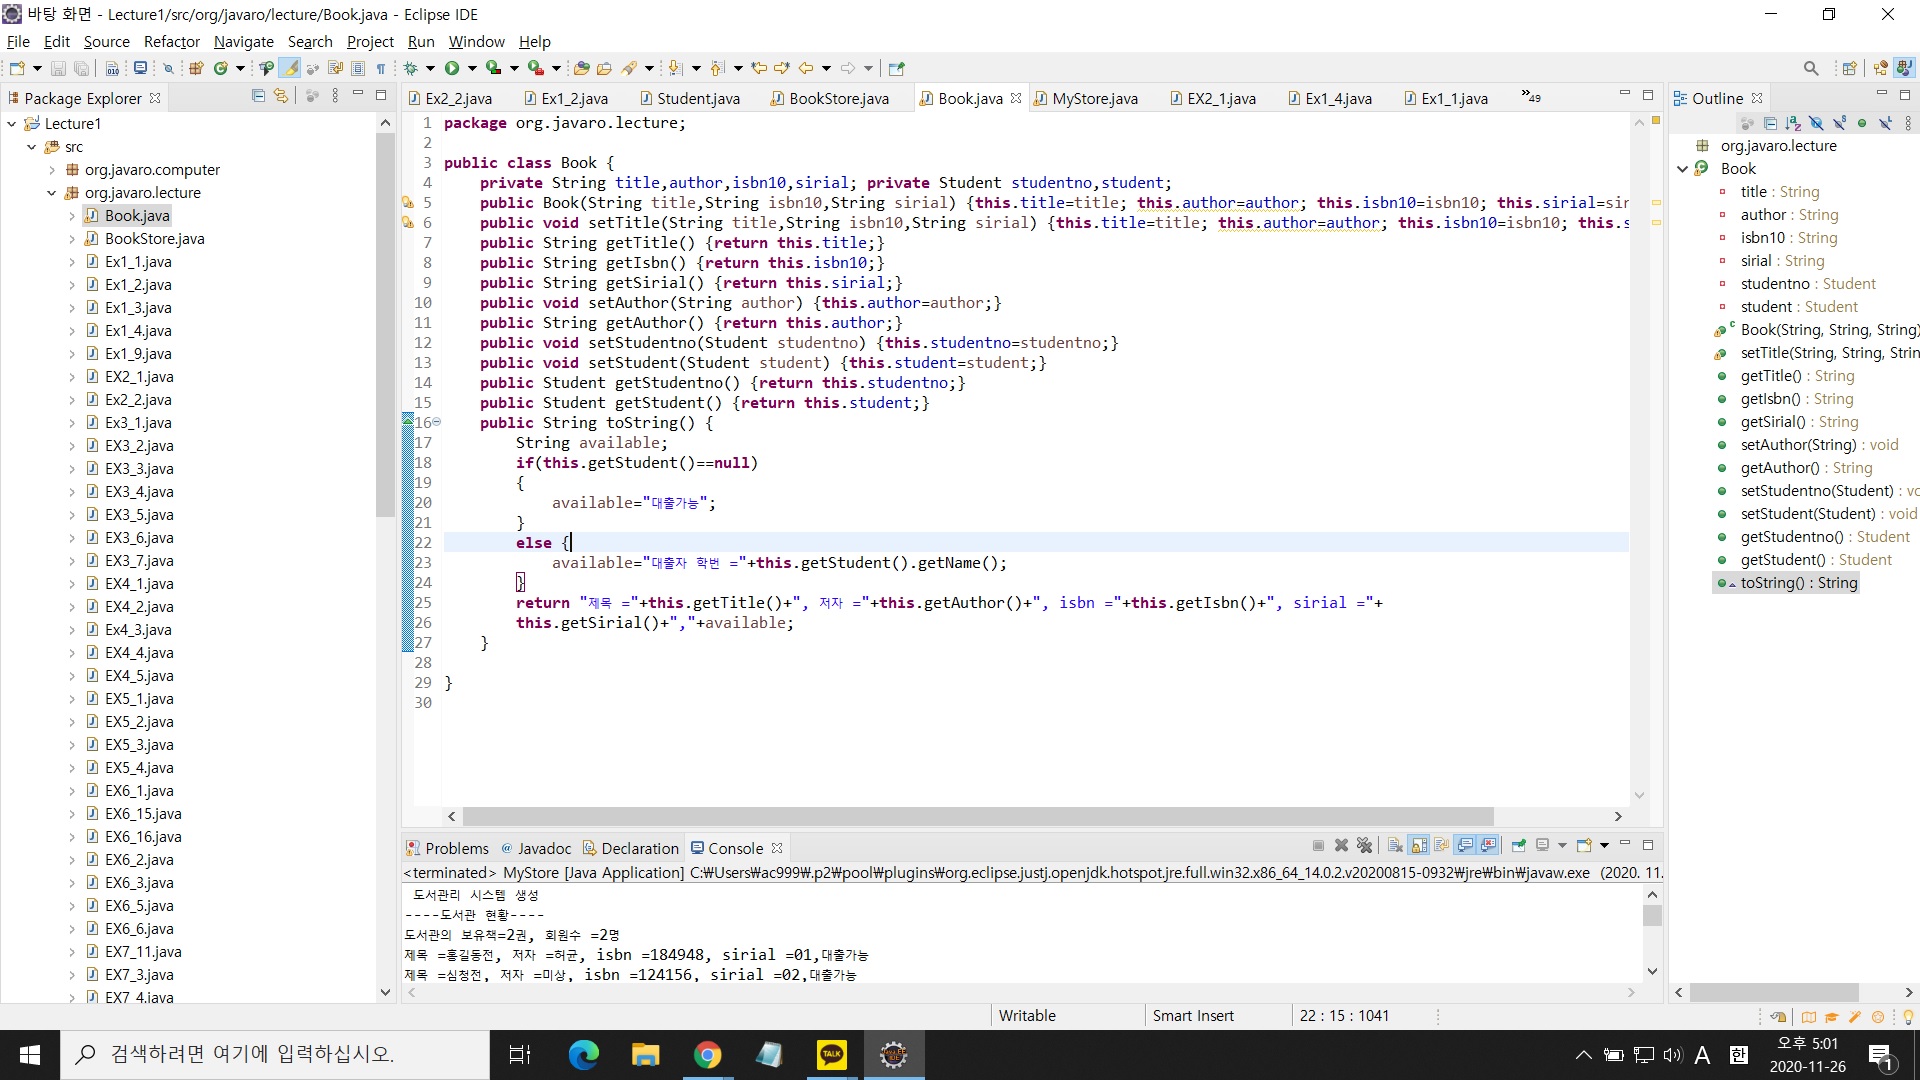 바탕 화면 - Lecture1/src/org/javaro/lecture/Book.java - Eclipse IDE
File Edit Source Refactor Navigate Search Project Run Window Help
Package Explorer
Lecture1
src
org.javaro.computer
org.javaro.lecture
Book.java
BookStore.java
Ex1_1.java
Ex1_2.java
Ex1_3.java
Ex1_4.java
Ex1_9.java
EX2_1.java
Ex2_2.java
Ex3_1.java
EX3_2.java
EX3_3.java
EX3_4.java
EX3_5.java
EX3_6.java
EX3_7.java
EX4_1.java
EX4_2.java
Ex4_3.java
EX4_4.java
EX4_5.java
EX5_1.java
EX5_2.java
EX5_3.java
EX5_4.java
EX6_1.java
EX6_15.java
EX6_16.java
EX6_2.java
EX6_3.java
EX6_5.java
EX6_6.java
EX7_11.java
EX7_3.java
EX7_4.java
Ex2_2.java Ex1_2.java Student.java BookStore.java Book.java MyStore.java EX2_1.java Ex1_4.java Ex1_1.java »49
1 package org.javaro.lecture;
2
3 public class Book {
4 private String title,author,isbn10,sirial; private Student studentno,student;
5 public Book(String title,String isbn10,String sirial) {this.title=title; this.author=author; this.isbn10=isbn10; this.sirial=sir
6 public void setTitle(String title,String isbn10,String sirial) {this.title=title; this.author=author; this.isbn10=isbn10; this.s
7 public String getTitle() {return this.title;}
8 public String getIsbn() {return this.isbn10;}
9 public String getSirial() {return this.sirial;}
10 public void setAuthor(String author) {this.author=author;}
11 public String getAuthor() {return this.author;}
12 public void setStudentno(Student studentno) {this.studentno=studentno;}
13 public void setStudent(Student student) {this.student=student;}
14 public Student getStudentno() {return this.studentno;}
15 public Student getStudent() {return this.student;}
16 public String toString() {
17 String available;
18 if(this.getStudent()==null)
19 {
20 available="대출가능";
21 }
22 else {
23 available="대출자 학번 ="+this.getStudent().getName();
24 }
25 return "제목 ="+this.getTitle()+", 저자 ="+this.getAuthor()+", isbn ="+this.getIsbn()+", sirial ="+
26 this.getSirial()+","+available;
27 }
28
29 }
30
Problems @ Javadoc Declaration Console
<terminated> MyStore [Java Application] C:₩Users₩ac999₩.p2₩pool₩plugins₩org.eclipse.justj.openjdk.hotspot.jre.full.win32.x86_64_14.0.2.v20200815-0932₩jre₩bin₩javaw.exe (2020. 11.
도서관리 시스템 생성
----도서관 현황----
도서관의 보유책=2권, 회원수 =2명
제목 =홍길동전, 저자 =허균, isbn =184948, sirial =01,대출가능
제목 =심청전, 저자 =미상, isbn =124156, sirial =02,대출가능
Outline
org.javaro.lecture
Book
title : String
author : String
isbn10 : String
sirial : String
studentno : Student
student : Student
Book(String, String, String)
setTitle(String, String, Strin
getTitle() : String
getIsbn() : String
getSirial() : String
setAuthor(String) : void
getAuthor() : String
setStudentno(Student) : vo
setStudent(Student) : void
getStudentno() : Student
getStudent() : Student
toString() : String
Writable Smart Insert 22 : 15 : 1041
검색하려면 여기에 입력하십시오.
TALK
A 한
오후 5:01
2020-11-26
1